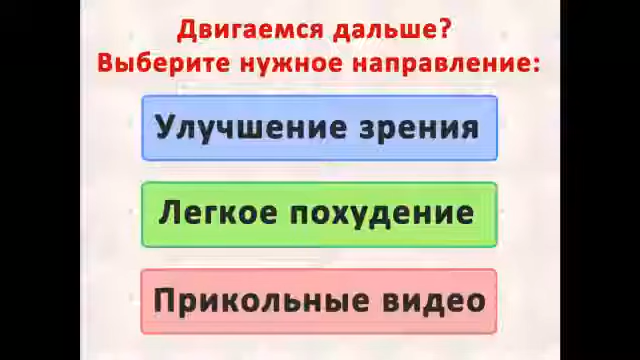 Двигаемся дальше?
Выберите нужное направление:
Улучшение зрения
Легкое похудение
Прикольные видео